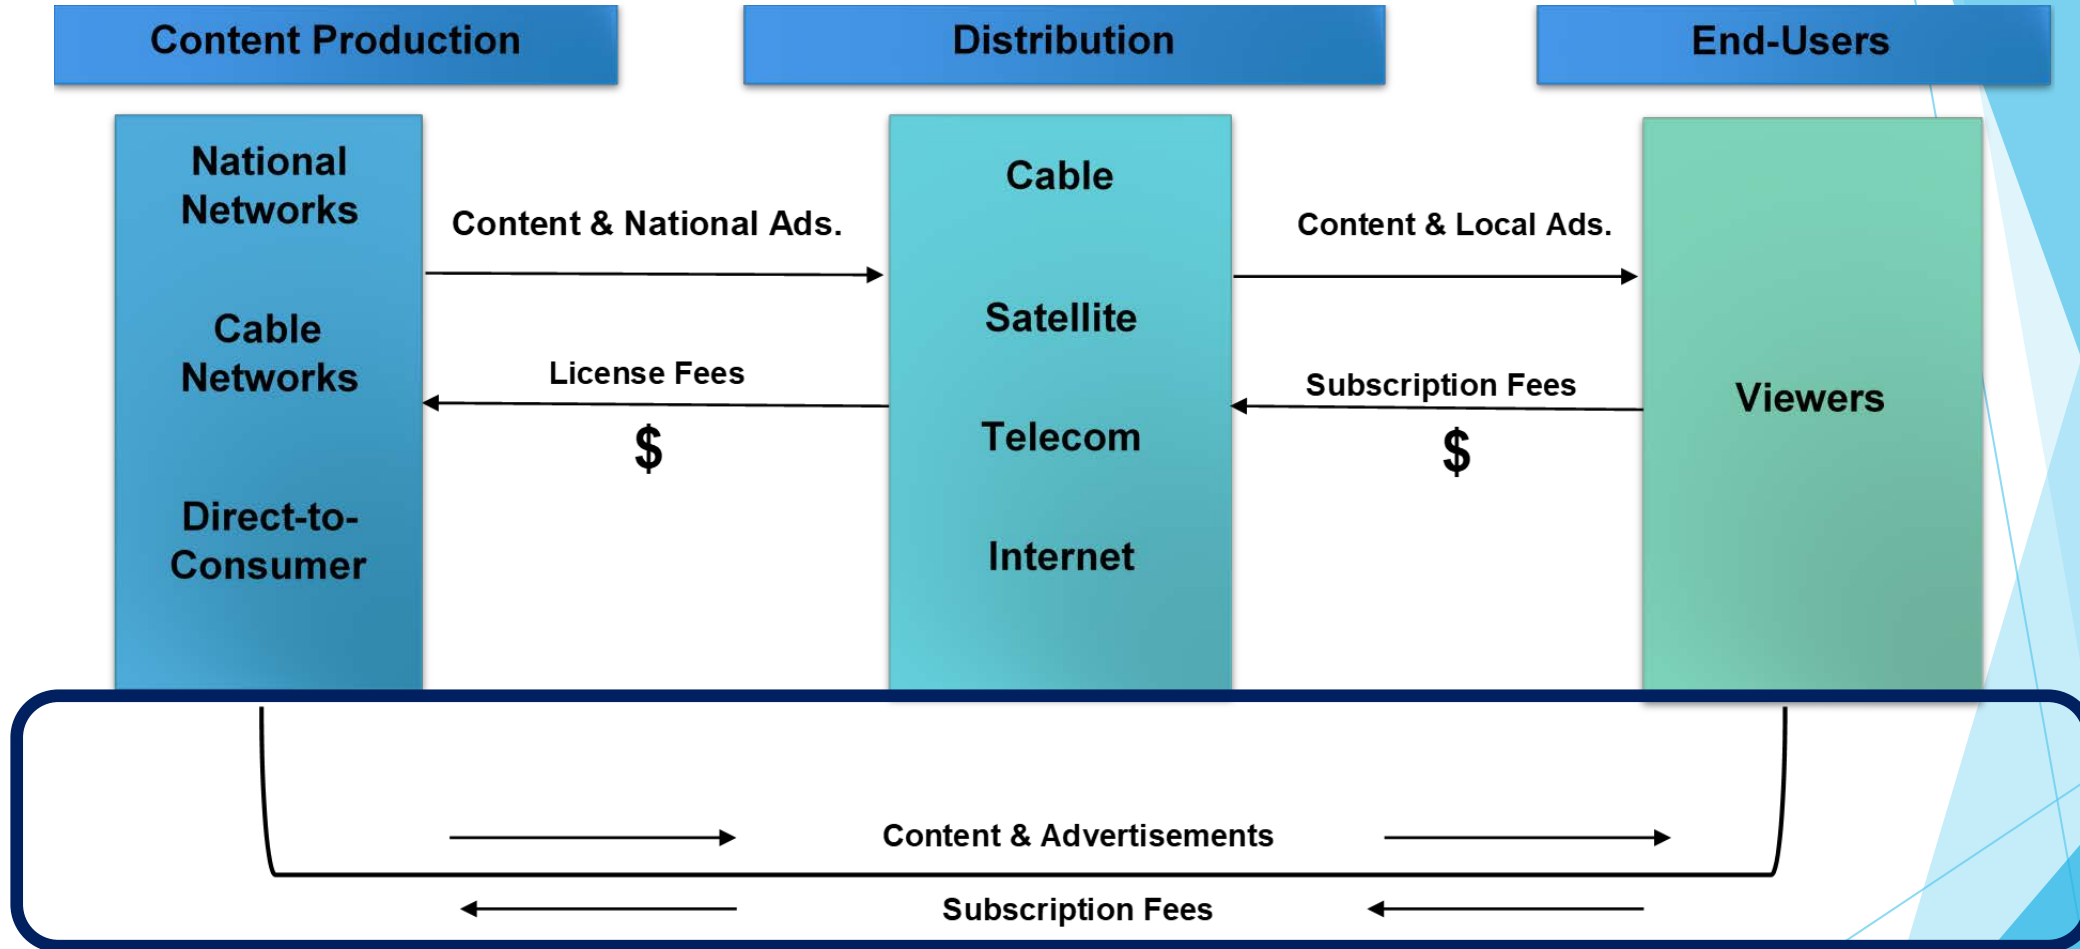 Content Production
Distribution
End-Users
National
Networks
Cable
Networks
Direct-to-
Consumer
Content & National Ads.
License Fees
$
Cable
Satellite
Telecom
Internet
Content & Local Ads.
Subscription Fees
$
Viewers
Content & Advertisements
Subscription Fees